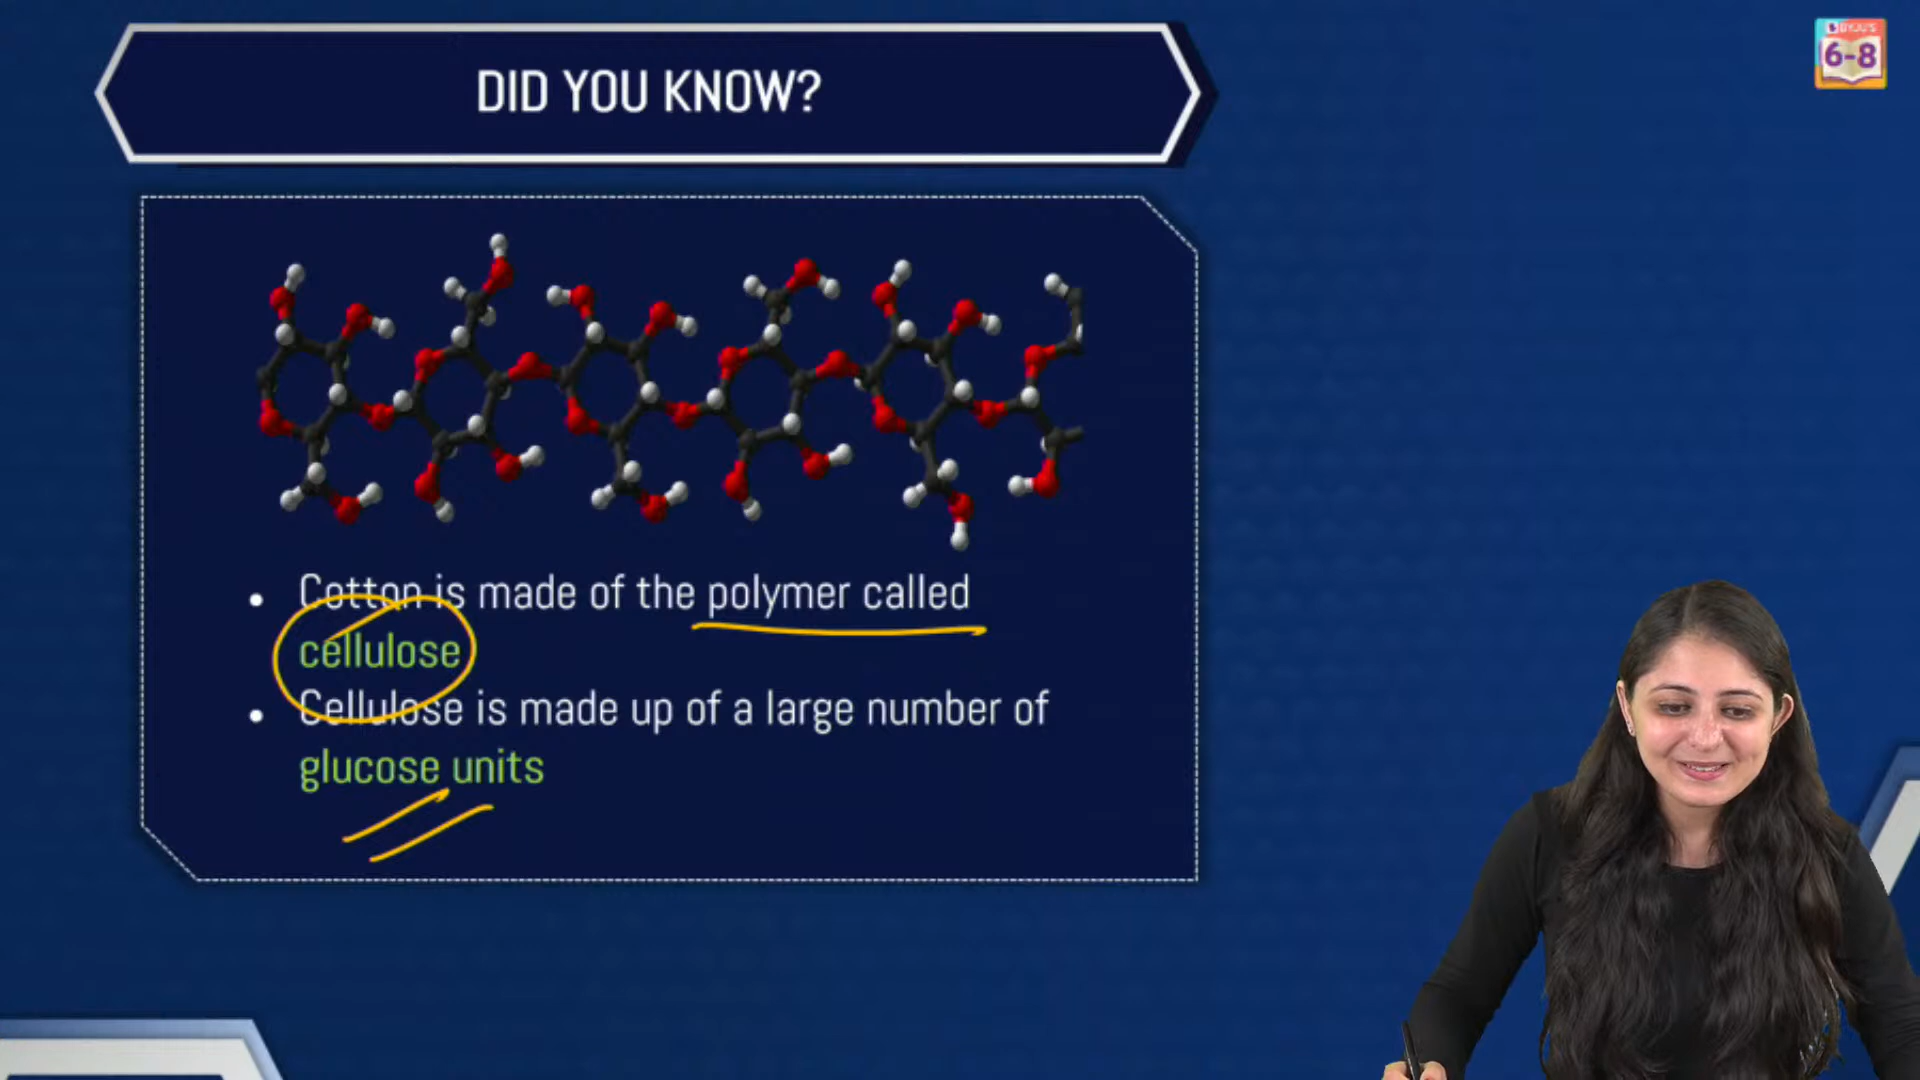 BYJU'S
6-8
DID YOU KNOW?
• Cotton is made of the polymer called
cellulose
• Cellulose is made up of a large number of
glucose units